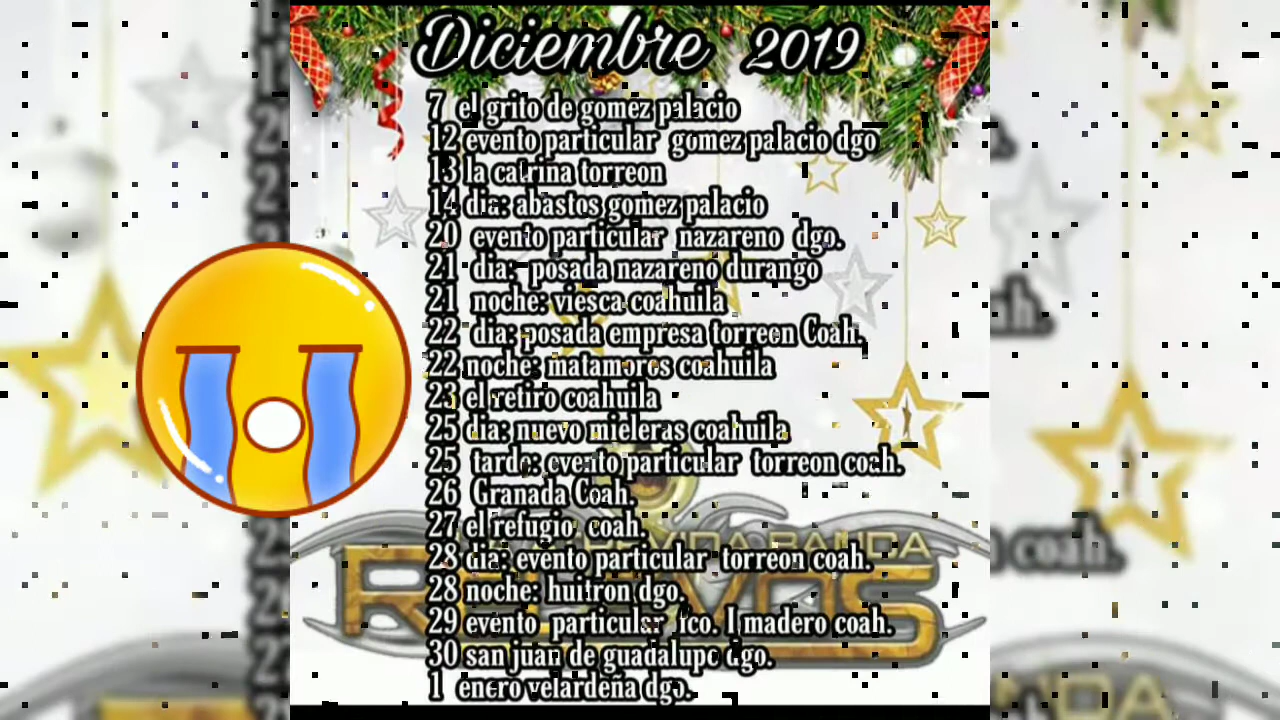 Diciembre 2019
7 el grito de gomez palacio
12 evento particular gomez palacio dgo
13 la catrina torreon
14 dia: abastos gomez palacio
20 evento particular nazareno dgo.
21 dia: posada nazareno durango
21 noche: viesca coahuila
22 dia: posada empresa torreon Coah.
22 noche: matamoros coahuila
23 el retiro coahuila
25 dia: nuevo mieleras coahuila
25 tarde: evento particular torreon coah.
26 Granada Coah.
27 el refugio coah.
28 dia: evento particular torreon coah.
28 noche: huitron dgo.
29 evento particular fco. I madero coah.
30 san juan de guadalupe dgo.
1 enero velardeña dgo.